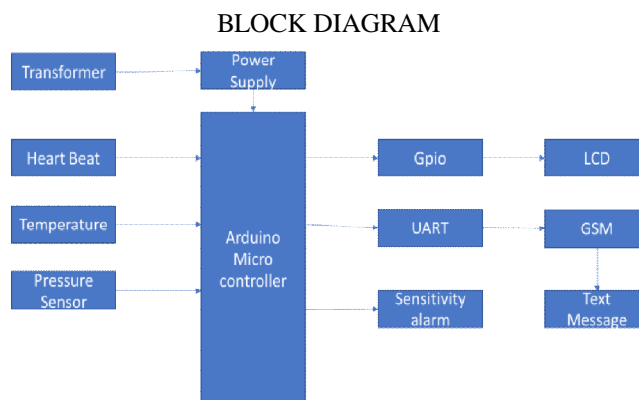 BLOCK DIAGRAM
Transformer
Power
Supply
Heart Beat
Gpio
LCD
Temperature
Arduino
Micro
controller
UART
GSM
Pressure
Sensor
Sensitivity
alarm
Text
Message